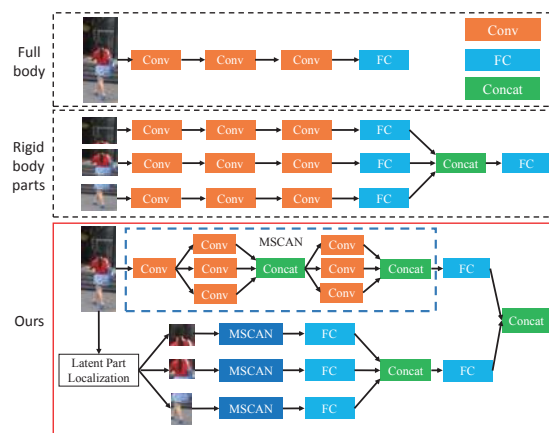 Full
body
Conv Conv Conv FC
Conv
FC
Concat
Rigid
body
parts
Conv Conv Conv FC
Conv Conv Conv FC Concat FC
Conv Conv Conv FC
Ours
MSCAN
Conv Conv
Conv Conv Concat Conv Concat FC
Conv Conv
Concat
Latent Part
Localization
MSCAN FC
MSCAN FC Concat FC
MSCAN FC